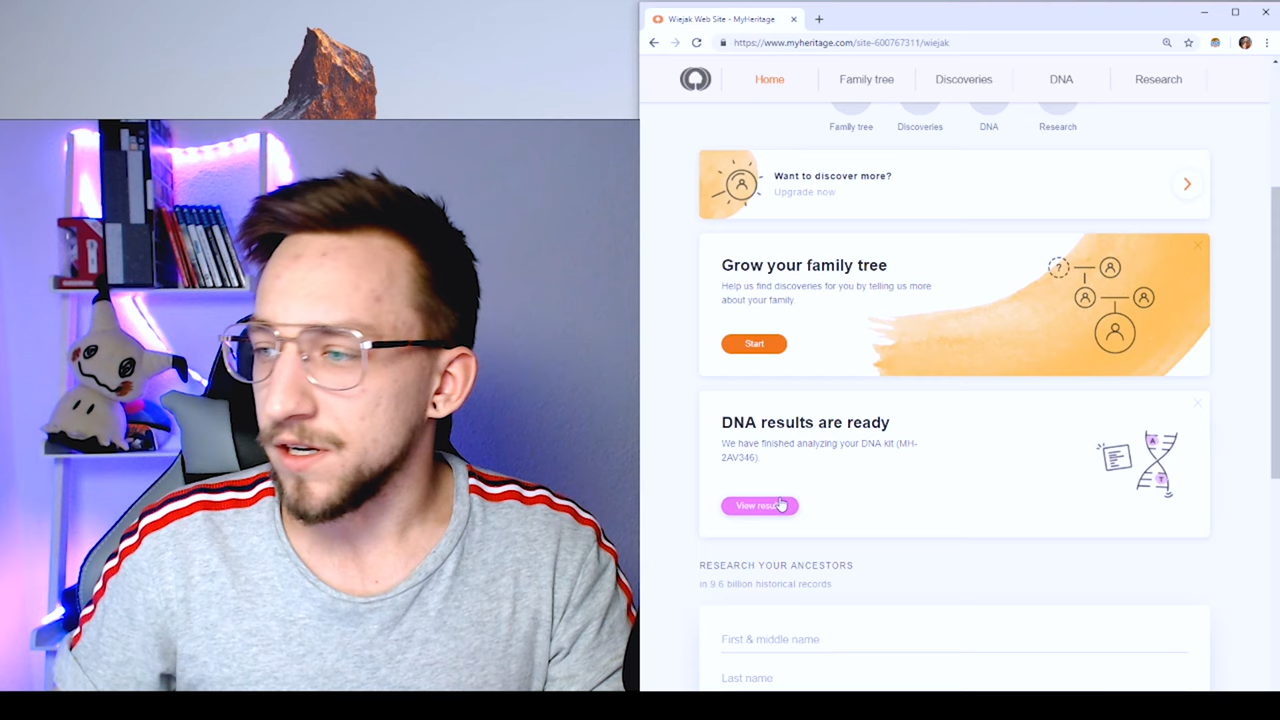 Wiejak Web Site - MyHeritage
https://www.myheritage.com/site-600767311/wiejak
Home
Family tree
Discoveries
DNA
Research
Family tree
Discoveries
DNA
Research
Want to discover more?
Upgrade now
Grow your family tree
Help us find discoveries for you by telling us more
about your family.
Start
DNA results are ready
We have finished analyzing your DNA kit (MH-
2AV346).
View
RESEARCH YOUR ANCESTORS
in 9.6 billion historical records
First & middle name
Last name